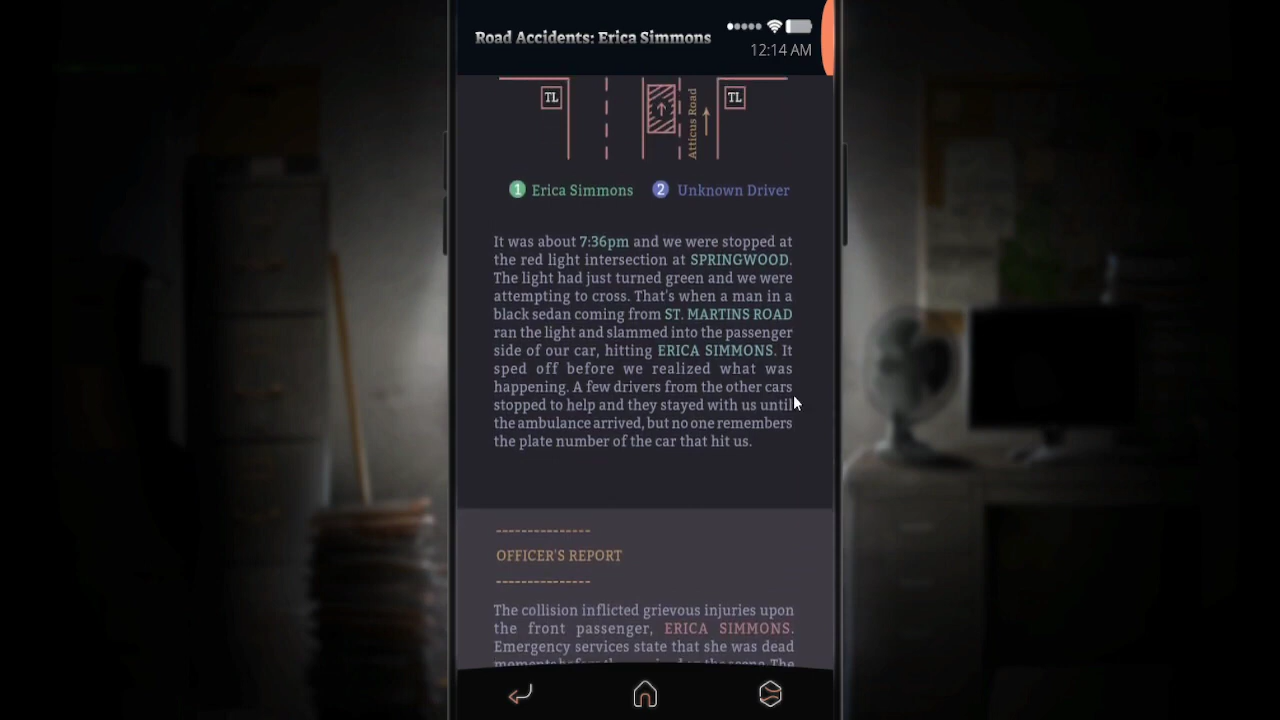 Road Accidents: Erica Simmons
12:14 AM
TL
Atticus Road
TL
1 Erica Simmons 2 Unknown Driver
It was about 7:36pm and we were stopped at
the red light intersection at SPRINGWOOD.
The light had just turned green and we were
attempting to cross. That's when a man in a
black sedan coming from ST. MARTINS ROAD
ran the light and slammed into the passenger
side of our car, hitting ERICA SIMMONS. It
sped off before we realized what was
happening. A few drivers from the other cars
stopped to help and they stayed with us until
the ambulance arrived, but no one remembers
the plate number of the car that hit us.
---------------
OFFICER'S REPORT
---------------
The collision inflicted grievous injuries upon
the front passenger, ERICA SIMMONS.
Emergency services state that she was dead